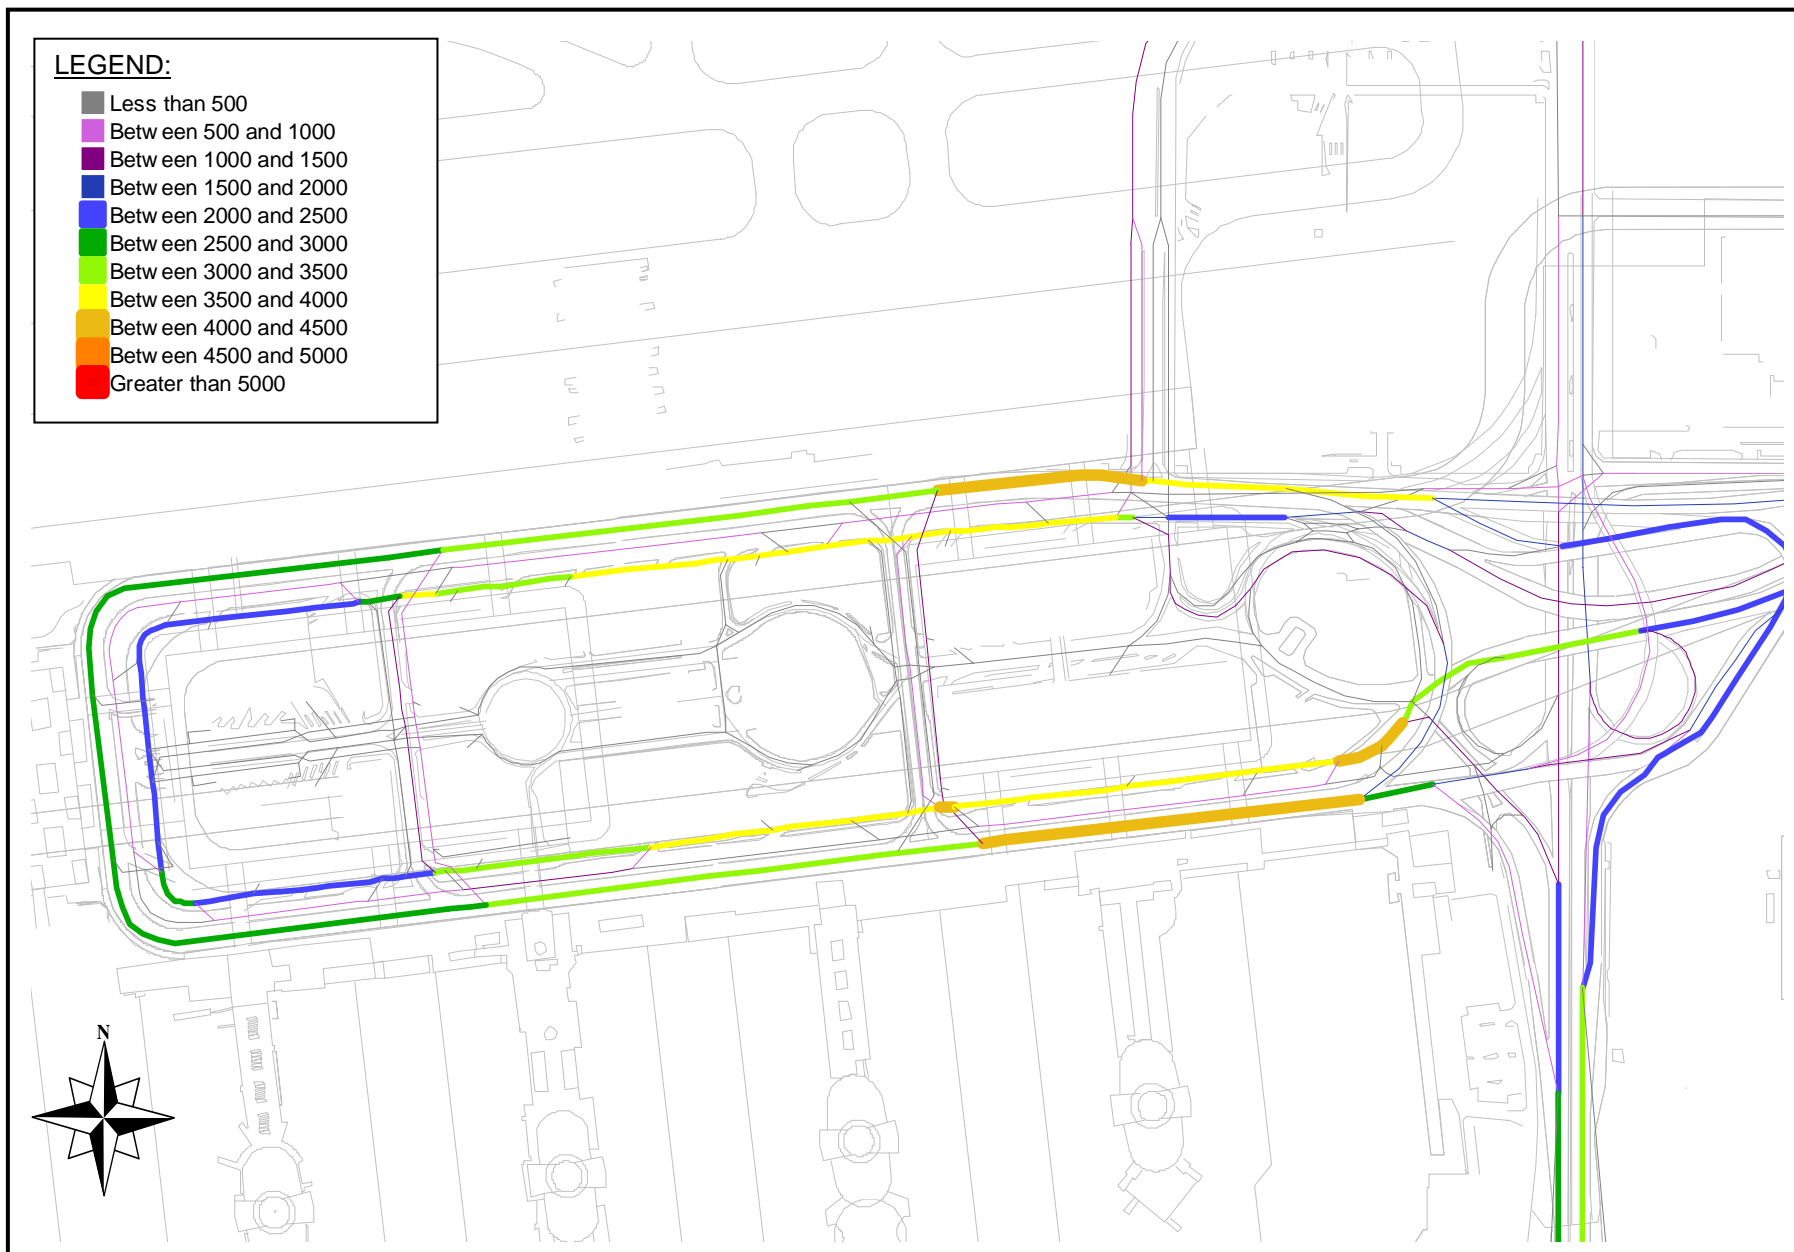 LEGEND:
Less than 500
Betw een 500 and 1000
Betw een 1000 and 1500
Betw een 1500 and 2000
Betw een 2000 and 2500
Betw een 2500 and 3000
Betw een 3000 and 3500
Betw een 3500 and 4000
Betw een 4000 and 4500
Betw een 4500 and 5000
Greater than 5000
N